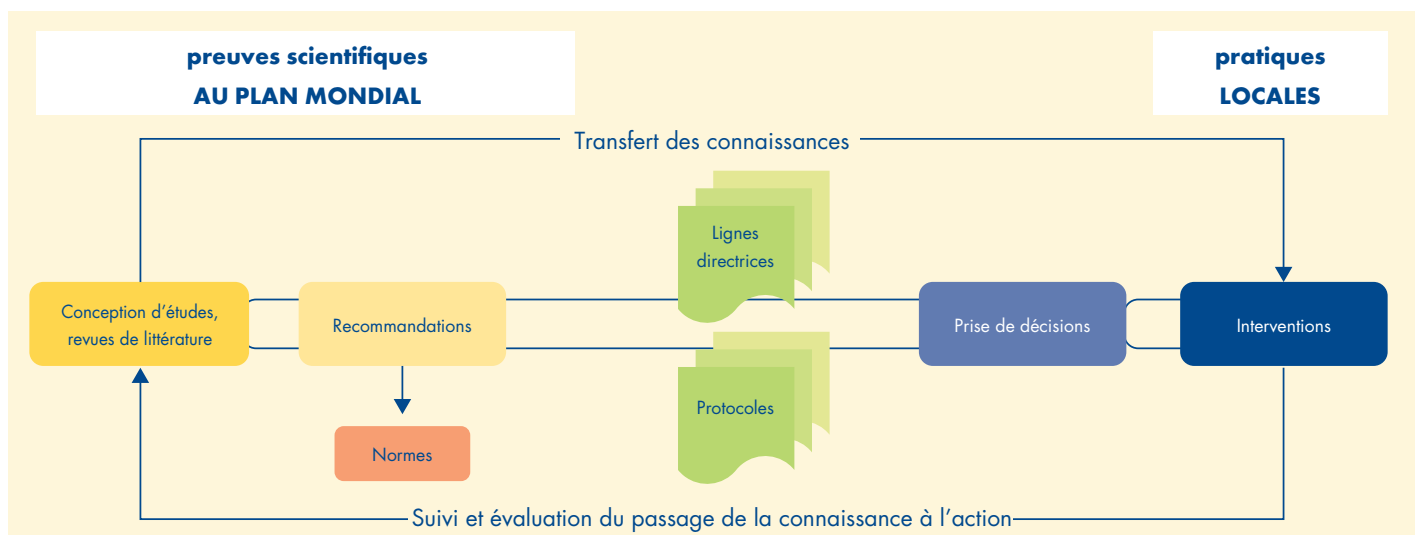 preuves scientifiques
AU PLAN MONDIAL
pratiques
LOCALES
Transfert des connaissances
Lignes
directrices
Conception d’études,
revues de littérature
Recommandations
Prise de décisions
Interventions
Protocoles
Normes
Suivi et évaluation du passage de la connaissance à l’action